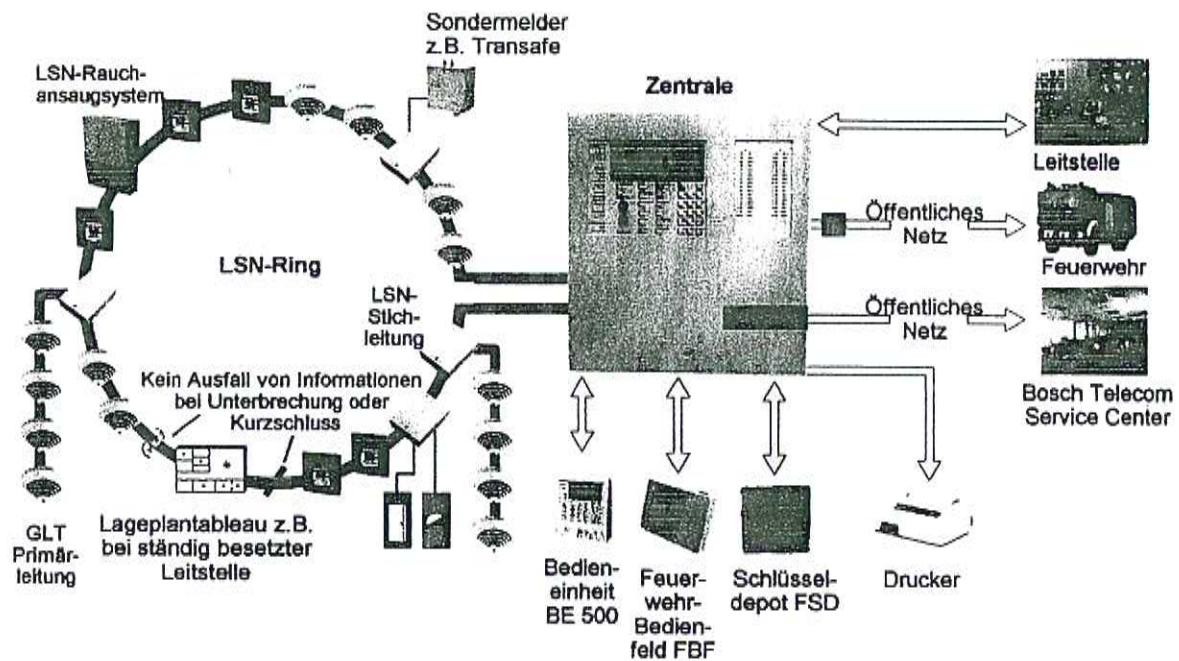 Sondermelder
z.B. Transafe
LSN-Rauch-
ansaugsystem
Zentrale
Leitstelle
Öffentliches
Netz
Feuerwehr
LSN-Ring
LSN-
Stich-
leitung
Öffentliches
Netz
Kein Ausfall von Informationen
bei Unterbrechung oder
Kurzschluss
Bosch Telecom
Service Center
GLT
Primär-
leitung
Lageplantableau z.B.
bei ständig besetzter
Leitstelle
Bedien-
einheit
BE 500
Feuer-
wehr-
Bedien-
feld FBF
Schlüssel-
depot FSD
Drucker